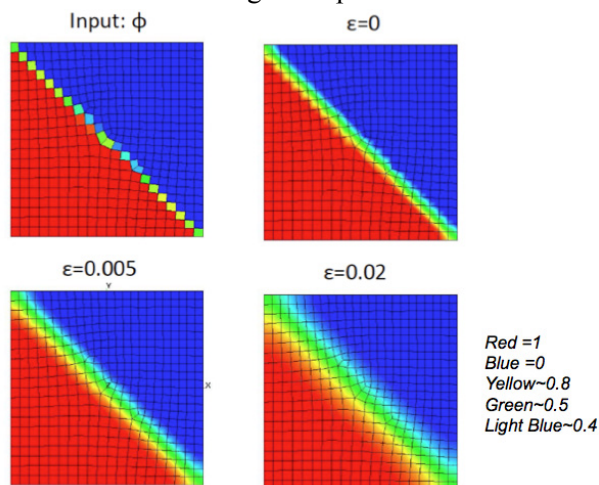 Input: ϕ
ε=0
ε=0.005
ε=0.02
Y
X
Red =1
Blue =0
Yellow~0.8
Green~0.5
Light Blue~0.4